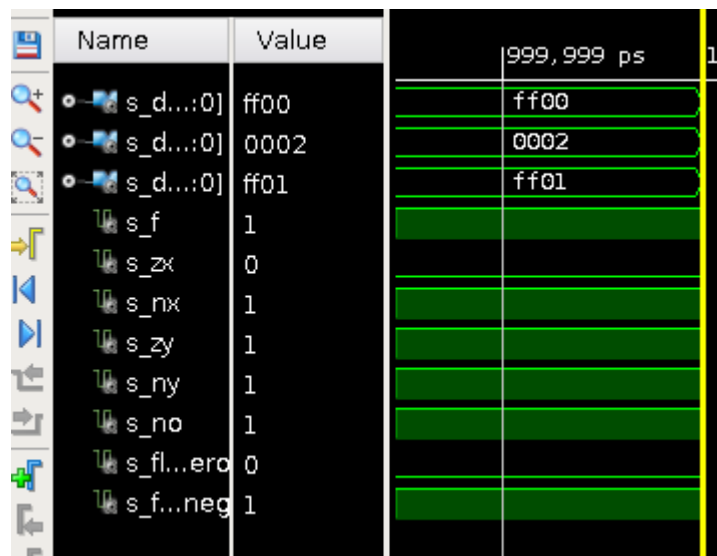 Name Value 999,999 ps 1
s_d...:0] ff00 ff00
s_d...:0] 0002 0002
s_d...:0] ff01 ff01
s_f 1
s_zx 0
s_nx 1
s_zy 1
s_ny 1
s_no 1
s_fl...ero 0
s_f...neg 1